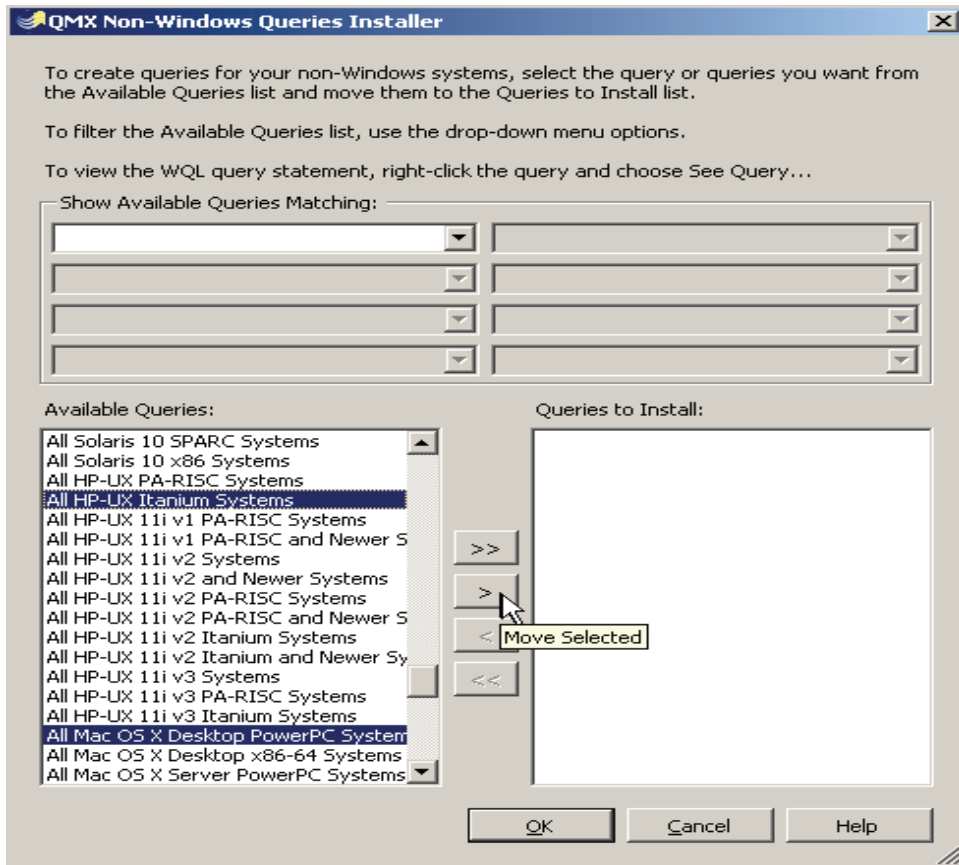 QMX Non-Windows Queries Installer
To create queries for your non-Windows systems, select the query or queries you want from
the Available Queries list and move them to the Queries to Install list.
To filter the Available Queries list, use the drop-down menu options.
To view the WQL query statement, right-click the query and choose See Query...
Show Available Queries Matching:
Available Queries:
Queries to Install:
All Solaris 10 SPARC Systems
All Solaris 10 x86 Systems
All HP-UX PA-RISC Systems
All HP-UX Itanium Systems
All HP-UX 11i v1 PA-RISC Systems
All HP-UX 11i v1 PA-RISC and Newer S
All HP-UX 11i v2 Systems
All HP-UX 11i v2 and Newer Systems
All HP-UX 11i v2 PA-RISC Systems
All HP-UX 11i v2 PA-RISC and Newer S
All HP-UX 11i v2 Itanium Systems
All HP-UX 11i v2 Itanium and Newer Sy
All HP-UX 11i v3 Systems
All HP-UX 11i v3 PA-RISC Systems
All HP-UX 11i v3 Itanium Systems
All Mac OS X Desktop PowerPC System
All Mac OS X Desktop x86-64 Systems
All Mac OS X Server PowerPC Systems
>>
>
<
<<
Move Selected
OK
Cancel
Help